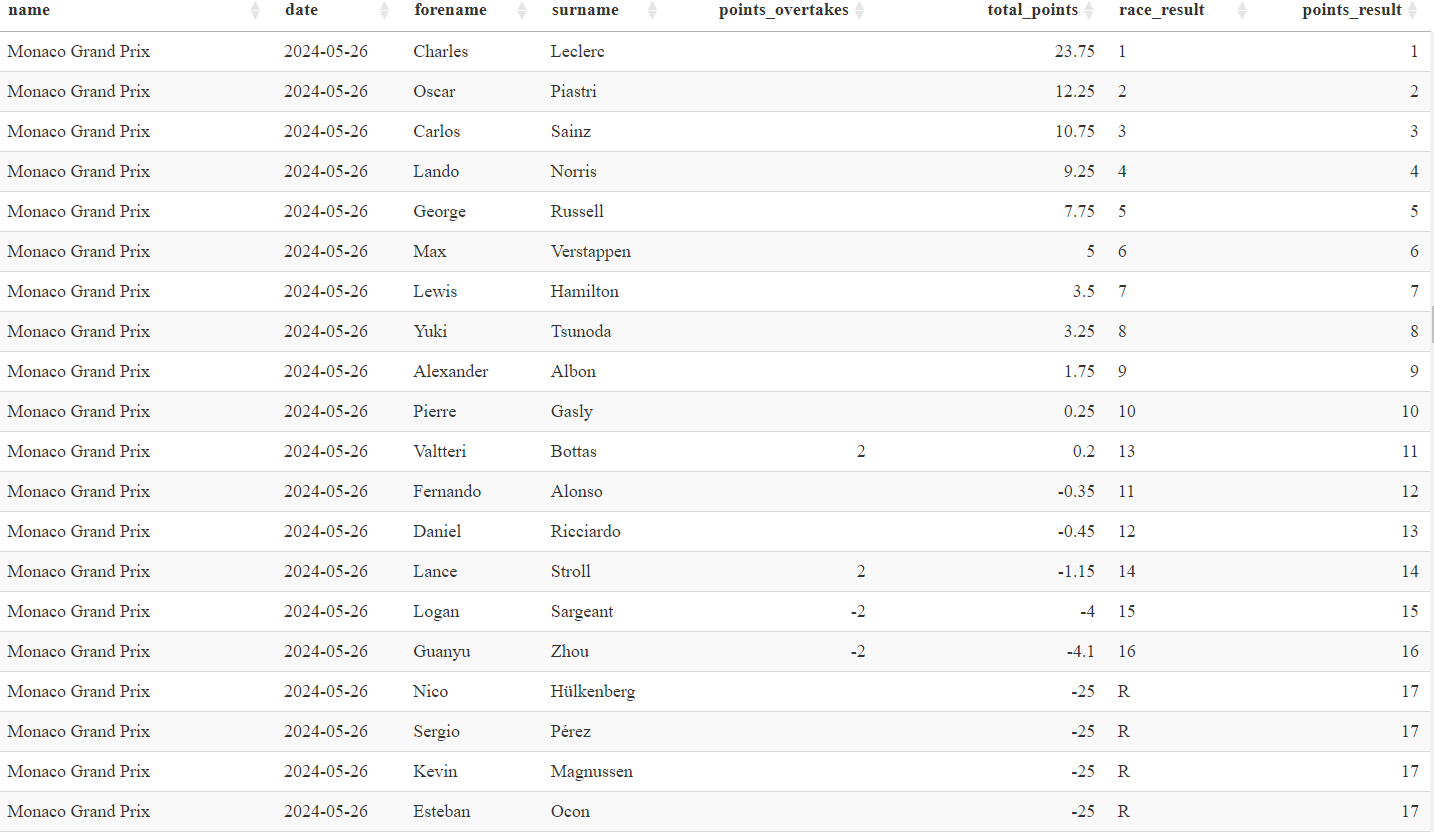 name date forename surname points_overtakes total_points race_result points_result
Monaco Grand Prix 2024-05-26 Charles Leclerc 23.75 1 1
Monaco Grand Prix 2024-05-26 Oscar Piastri 12.25 2 2
Monaco Grand Prix 2024-05-26 Carlos Sainz 10.75 3 3
Monaco Grand Prix 2024-05-26 Lando Norris 9.25 4 4
Monaco Grand Prix 2024-05-26 George Russell 7.75 5 5
Monaco Grand Prix 2024-05-26 Max Verstappen 5 6 6
Monaco Grand Prix 2024-05-26 Lewis Hamilton 3.5 7 7
Monaco Grand Prix 2024-05-26 Yuki Tsunoda 3.25 8 8
Monaco Grand Prix 2024-05-26 Alexander Albon 1.75 9 9
Monaco Grand Prix 2024-05-26 Pierre Gasly 0.25 10 10
Monaco Grand Prix 2024-05-26 Valtteri Bottas 2 0.2 13 11
Monaco Grand Prix 2024-05-26 Fernando Alonso -0.35 11 12
Monaco Grand Prix 2024-05-26 Daniel Ricciardo -0.45 12 13
Monaco Grand Prix 2024-05-26 Lance Stroll 2 -1.15 14 14
Monaco Grand Prix 2024-05-26 Logan Sargeant -2 -4 15 15
Monaco Grand Prix 2024-05-26 Guanyu Zhou -2 -4.1 16 16
Monaco Grand Prix 2024-05-26 Nico Hülkenberg -25 R 17
Monaco Grand Prix 2024-05-26 Sergio Pérez -25 R 17
Monaco Grand Prix 2024-05-26 Kevin Magnussen -25 R 17
Monaco Grand Prix 2024-05-26 Esteban Ocon -25 R 17